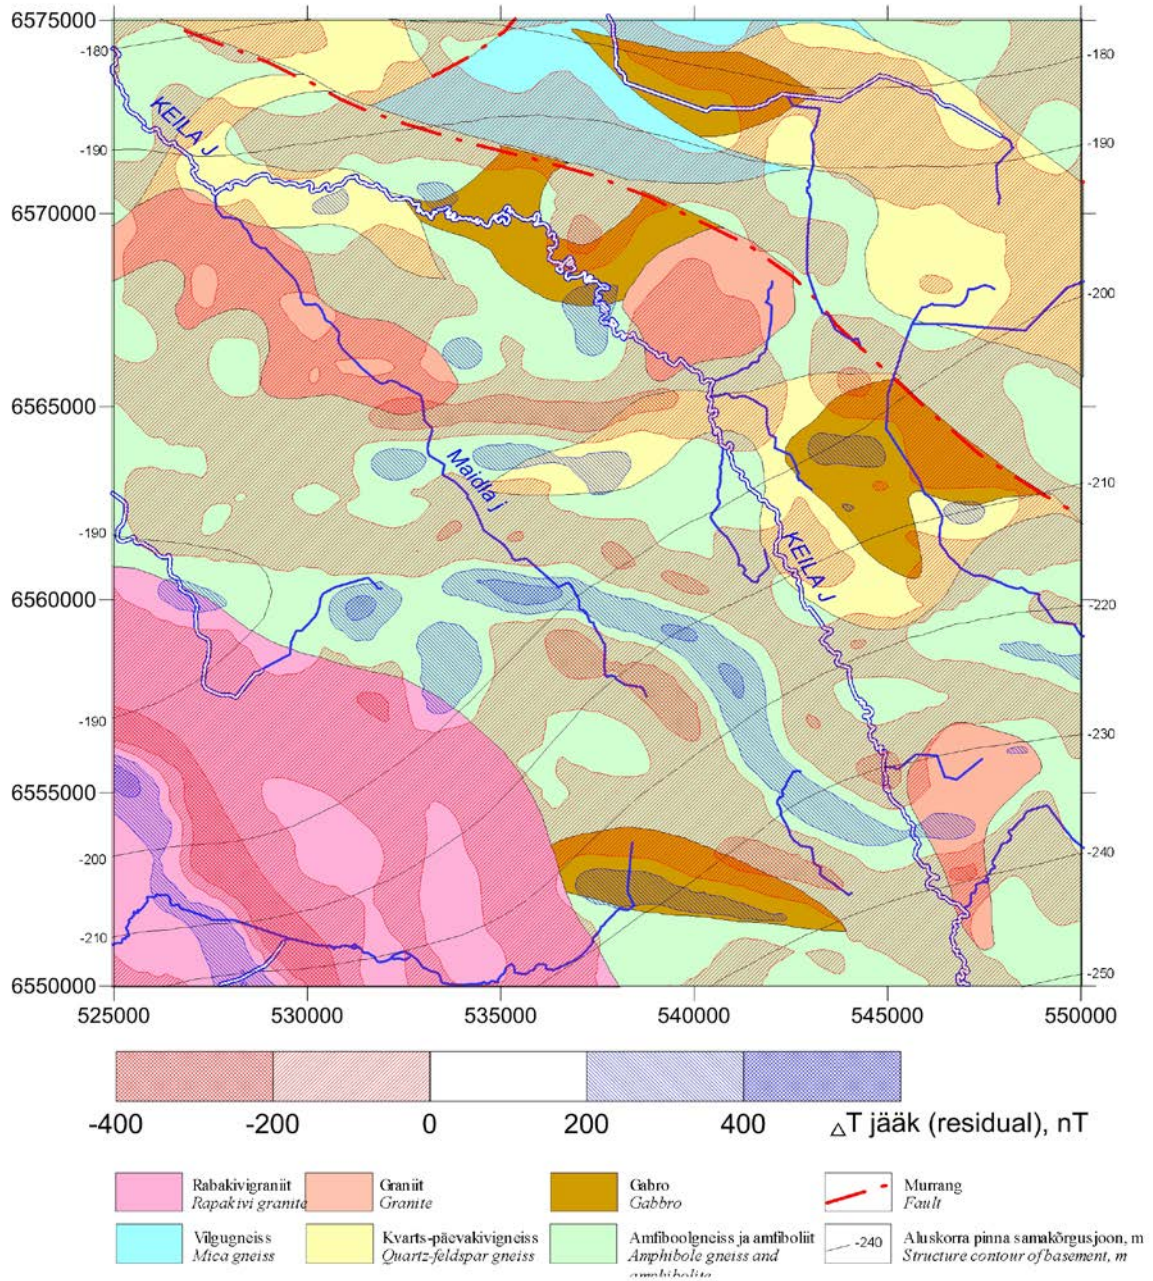 6575000
6570000
6565000
6560000
6555000
6550000
-180
-190
-190
-190
-200
-210
-180
-190
-200
-210
-220
-230
-240
-250
KEILA J
Maidla j
KEILA J
525000 530000 535000 540000 545000 550000
-400 -200 0 200 400 △T jääk (residual), nT
Rabakivigraniit
Rapakivi granite
Graniit
Granite
Gabro
Gabbro
Murrang
Fault
Vilgugneiss
Mica gneiss
Kvarts-päevakivigneiss
Quartz-feldspar gneiss
Amfiboolgneiss ja amfiboliit
Amphibole gneiss and
-240
Aluskorra pinna samakõrgusjoon, m
Structure contour of basement, m